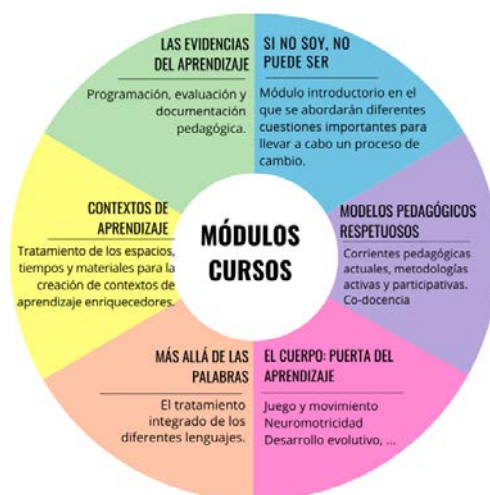 LAS EVIDENCIAS
DEL APRENDIZAJE
Programación, evaluación y
documentación
pedagógica.
SI NO SOY, NO
PUEDE SER
Módulo introductorio en el
que se abordarán diferentes
cuestiones importantes para
llevar a cabo un proceso de
cambio.
CONTEXTOS DE
APRENDIZAJE
Tratamiento de los espacios,
tiempos y materiales para la
creación de contextos de
aprendizaje enriquecedores.
MÓDULOS
CURSOS
MODELOS PEDAGÓGICOS
RESPETUOSOS
Corrientes pedagógicas
actuales, metodologías
activas y participativas.
Co-docencia
MÁS ALLÁ DE LAS
PALABRAS
El tratamiento
integrado de los
diferentes lenguajes.
EL CUERPO: PUERTA DEL
APRENDIZAJE
Juego y movimiento
Neuromotricidad
Desarrollo evolutivo, ...